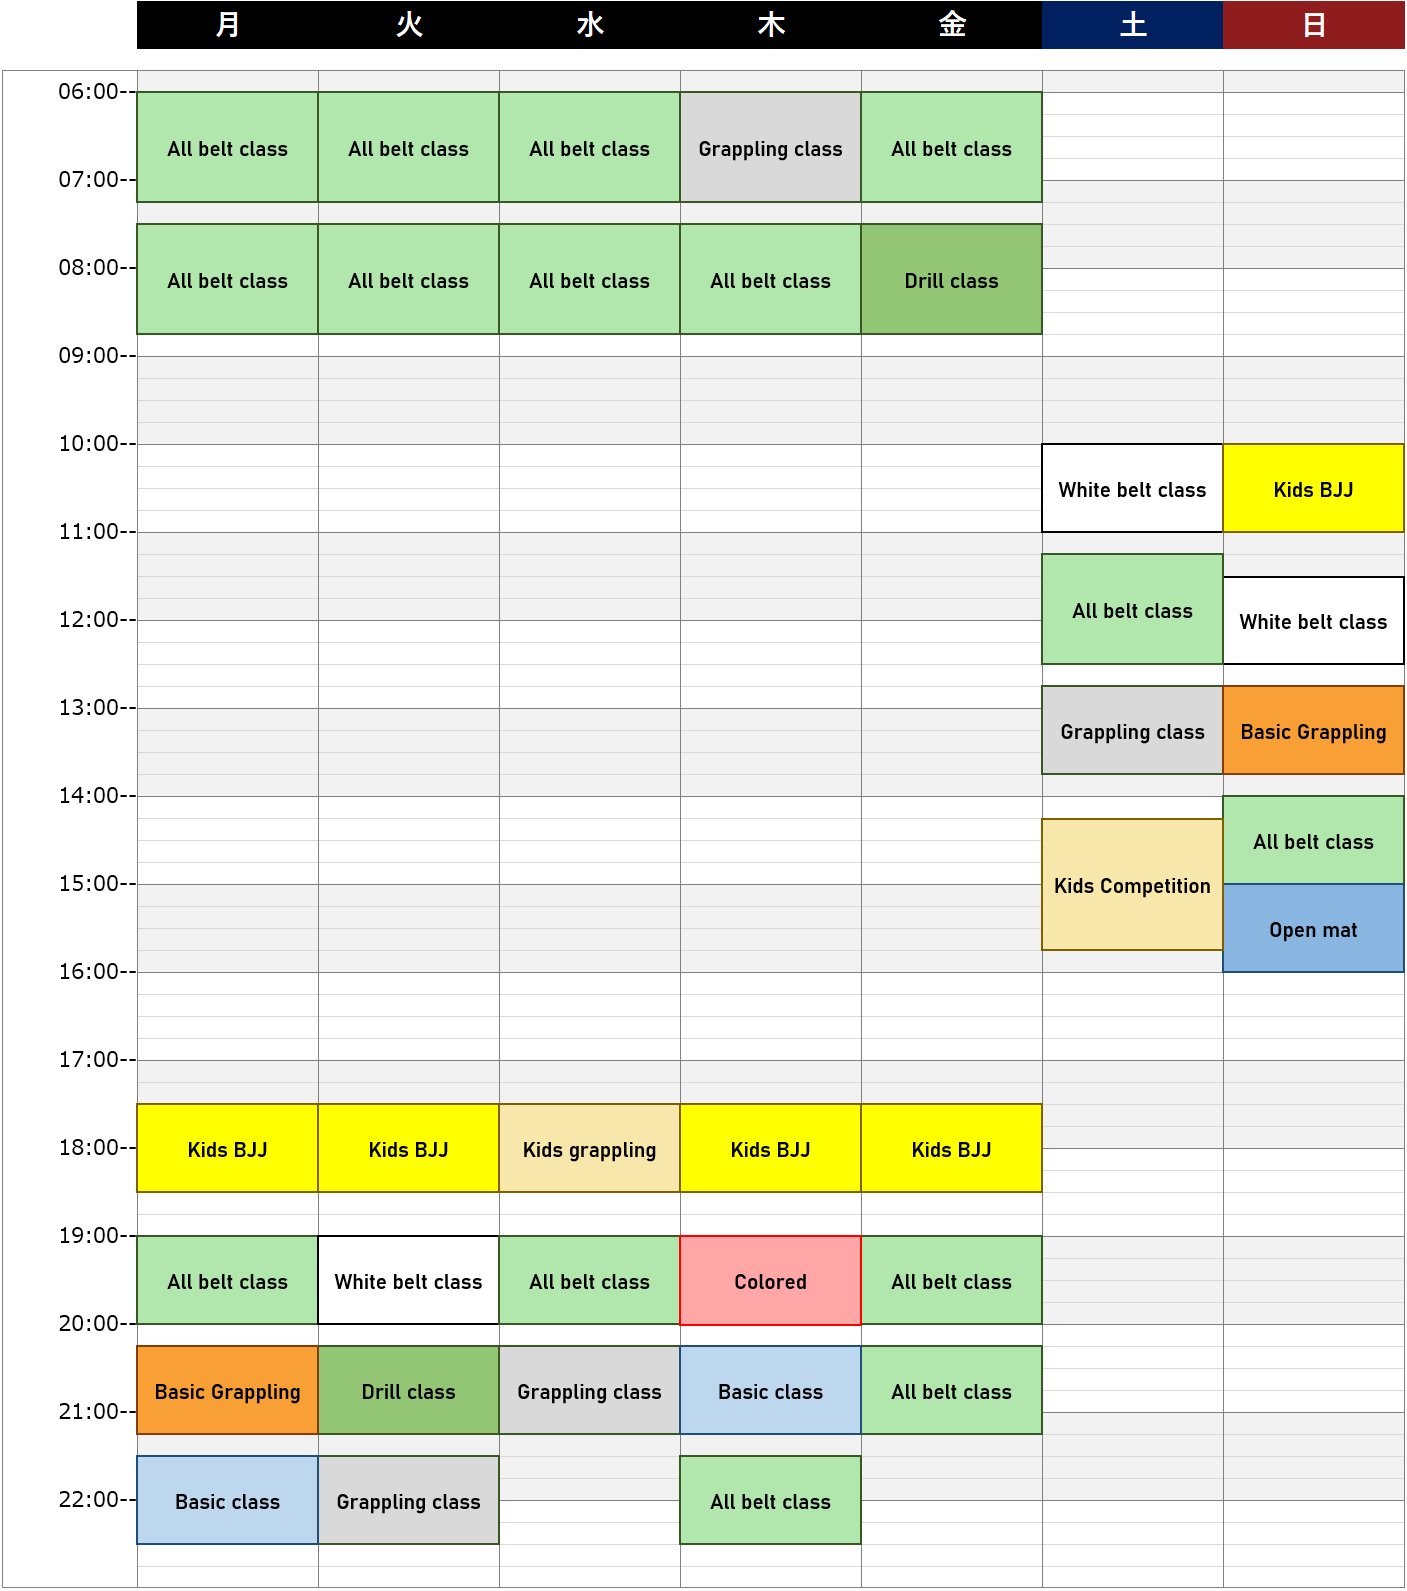 月 火 水 木 金 土 日
06:00--
All belt class All belt class All belt class Grappling class All belt class
07:00--
08:00--
All belt class All belt class All belt class All belt class Drill class
09:00--
10:00--
White belt class Kids BJJ
11:00--
All belt class
12:00--
White belt class
13:00--
Grappling class Basic Grappling
14:00--
All belt class
15:00--
Kids Competition
Open mat
16:00--
17:00--
18:00--
Kids BJJ Kids BJJ Kids grappling Kids BJJ Kids BJJ
19:00--
All belt class White belt class All belt class Colored All belt class
20:00--
Basic Grappling Drill class Grappling class Basic class All belt class
21:00--
22:00--
Basic class Grappling class All belt class